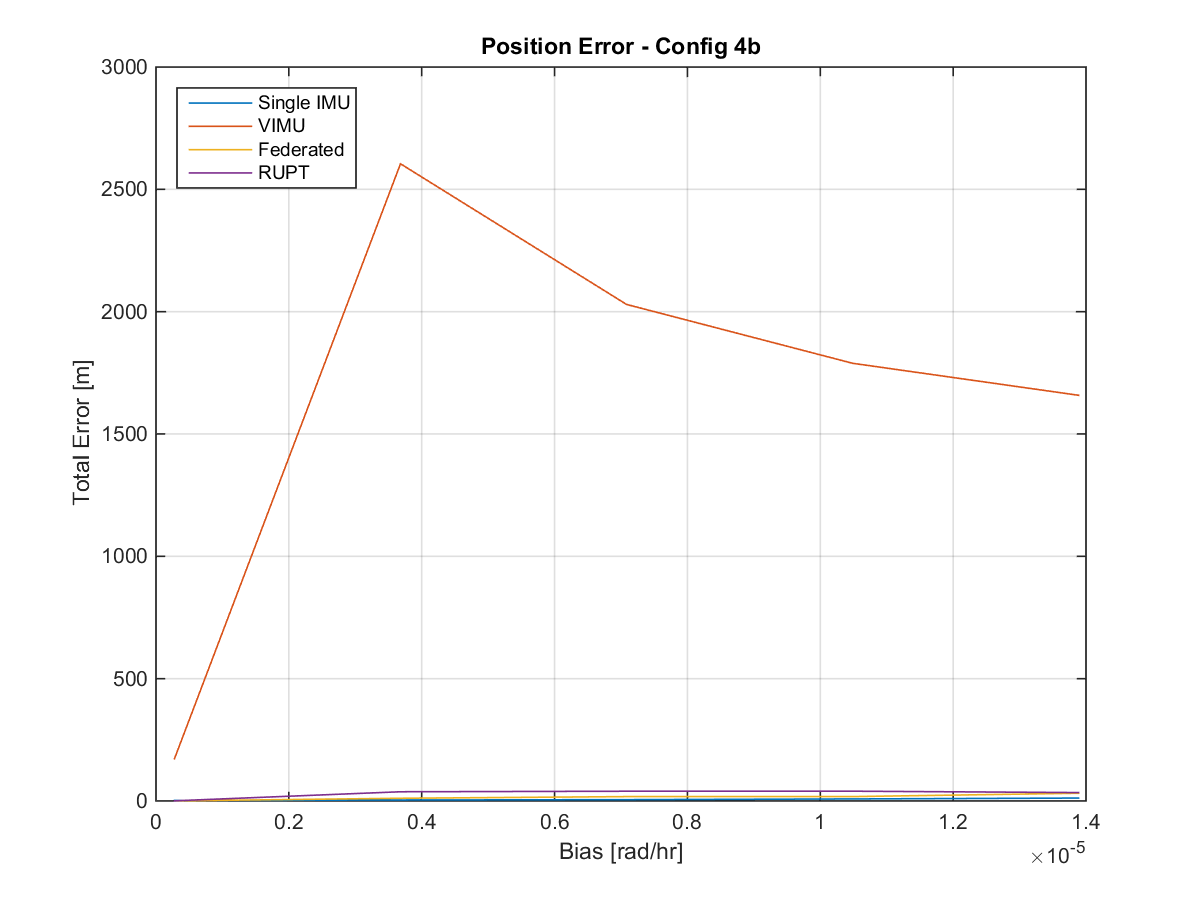 Position Error - Config 4b
Single IMU
VIMU
Federated
RUPT
3000
2500
2000
1500
1000
500
0
Total Error [m]
0 0.2 0.4 0.6 0.8 1 1.2 1.4
Bias [rad/hr]
×10-5